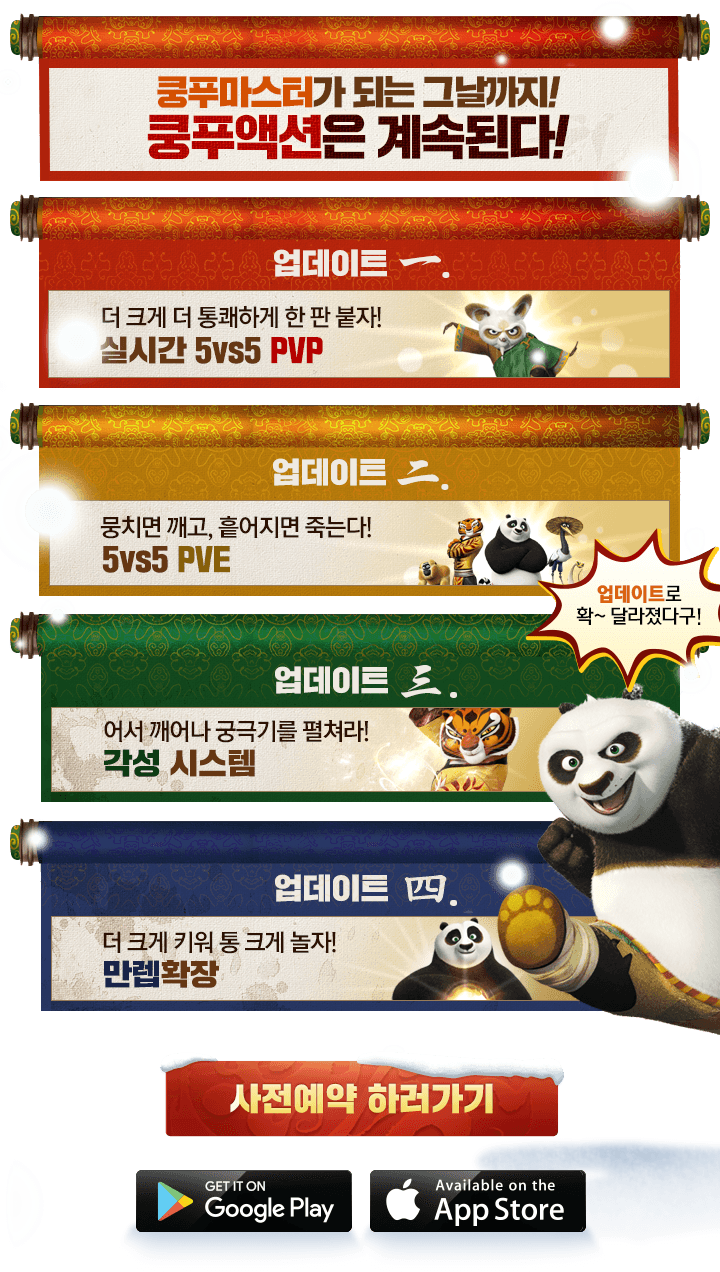 쿵푸마스터가 되는 그날까지!
쿵푸액션은 계속된다!
업데이트 一.
더 크게 더 통쾌하게 한 판 붙자!
실시간 5vs5 PVP
업데이트 二.
뭉치면 깨고, 흩어지면 죽는다!
5vs5 PVE
업데이트로
확~ 달라졌다구!
업데이트 三.
어서 깨어나 궁극기를 펼쳐라!
각성 시스템
업데이트 四.
더 크게 키워 통 크게 놀자!
만렙확장
사전예약 하러가기
GET IT ON
Google Play
Available on the
App Store